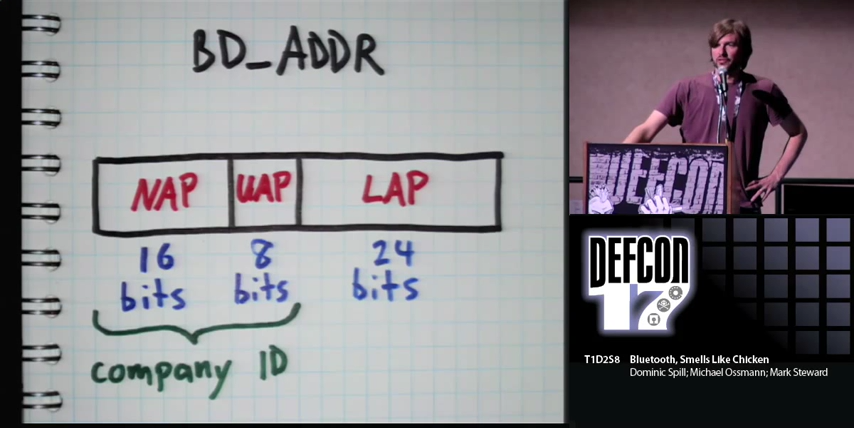 BD_ADDR
NAP UAP LAP
16 bits
8 bits
24 bits
company ID
DEFCON
DEFCON
17
T1D2S8 Bluetooth, Smells Like Chicken
Dominic Spill; Michael Ossmann; Mark Steward